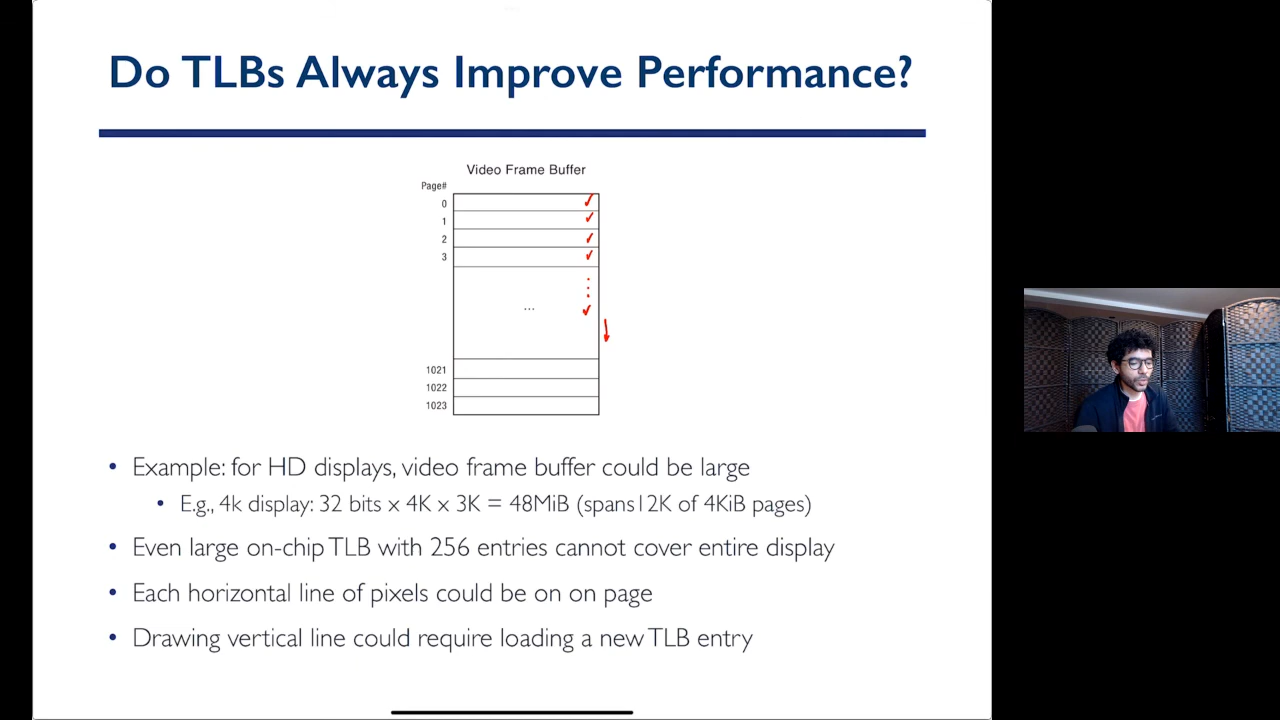 Do TLBs Always Improve Performance?
Video Frame Buffer
Page#
0
1
2
3
...
1021
1022
1023
• Example: for HD displays, video frame buffer could be large
• E.g., 4k display: 32 bits x 4K x 3K = 48MiB (spans12K of 4KiB pages)
• Even large on-chip TLB with 256 entries cannot cover entire display
• Each horizontal line of pixels could be on on page
• Drawing vertical line could require loading a new TLB entry